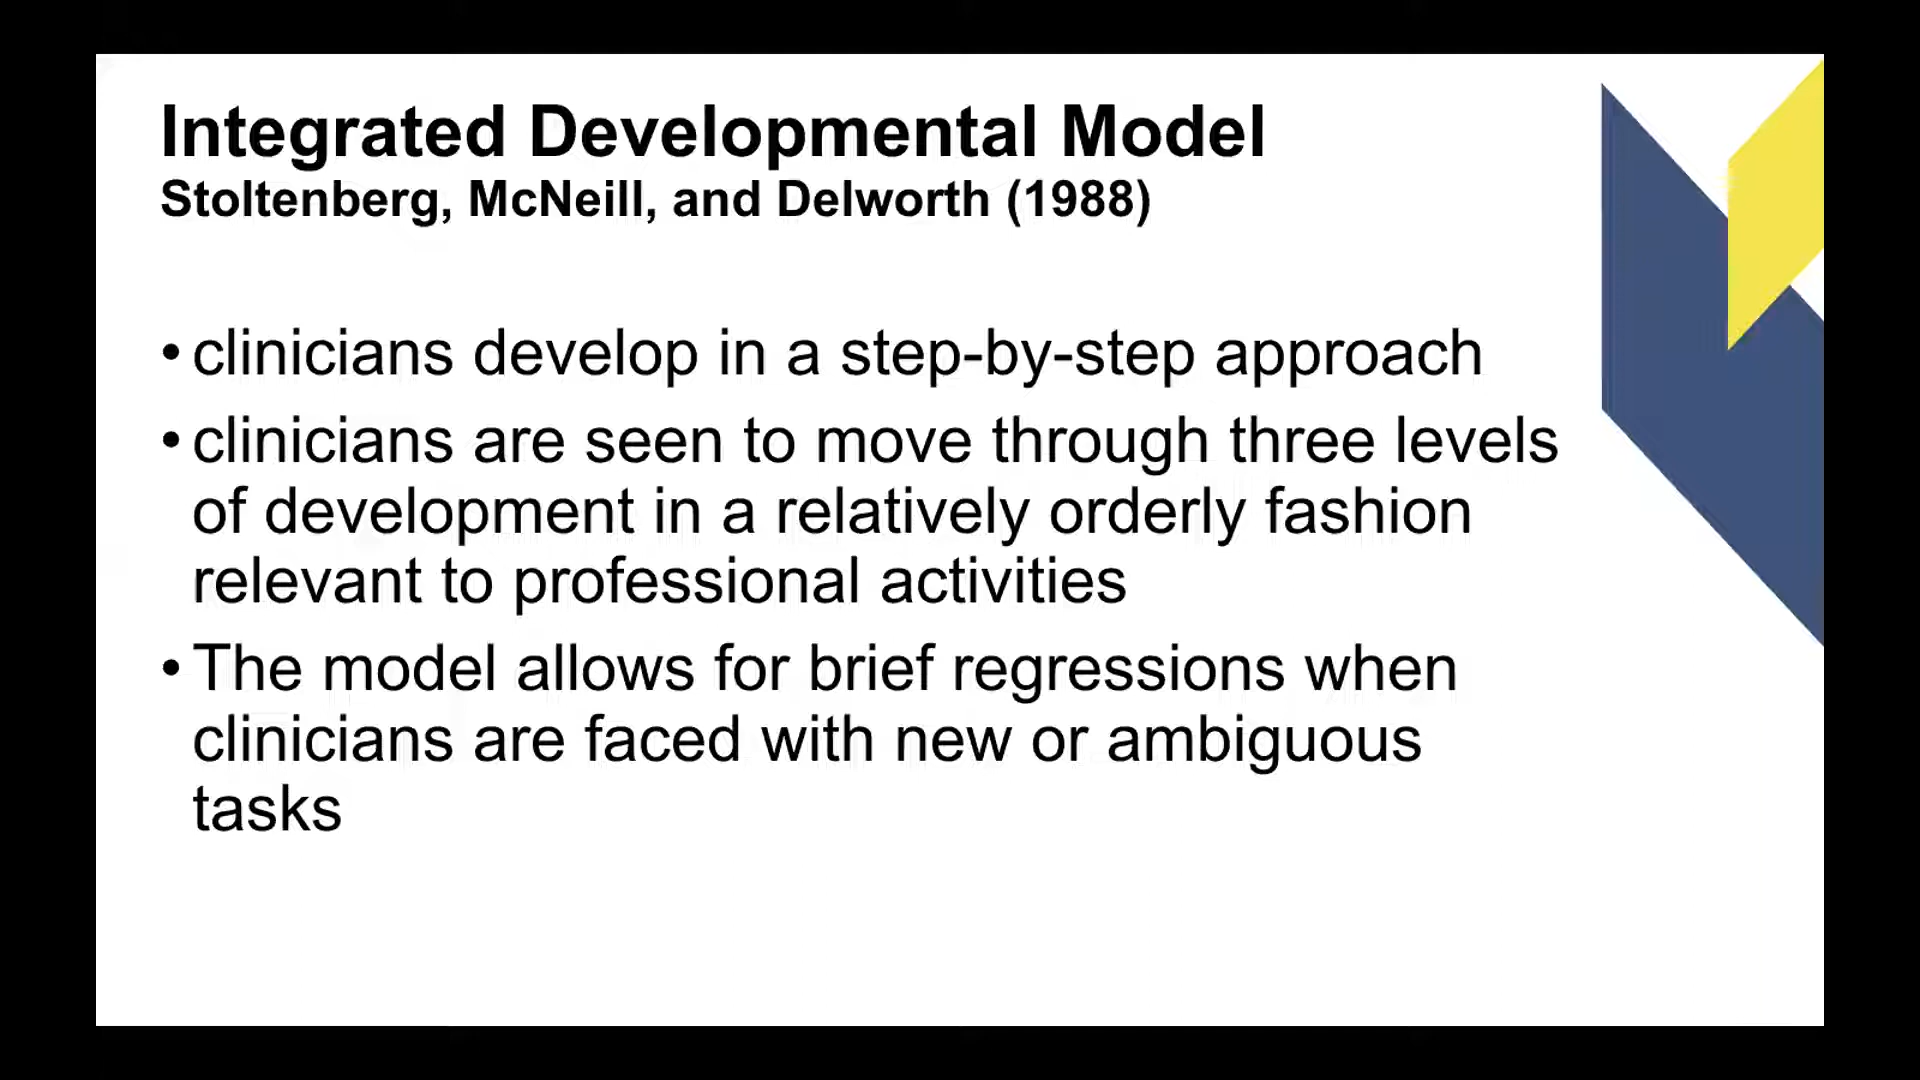 Integrated Developmental Model
Stoltenberg, McNeill, and Delworth (1988)
•clinicians develop in a step-by-step approach
•clinicians are seen to move through three levels
of development in a relatively orderly fashion
relevant to professional activities
•The model allows for brief regressions when
clinicians are faced with new or ambiguous
tasks